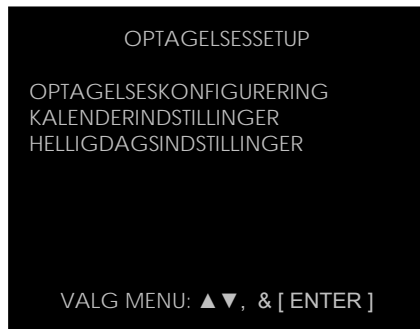 OPTAGELSESSETUP
OPTAGELSESKONFIGURERING
KALENDERINDSTILLINGER
HELLIGDAGSINDSTILLINGER
VALG MENU: ▲▼, & [ ENTER ]